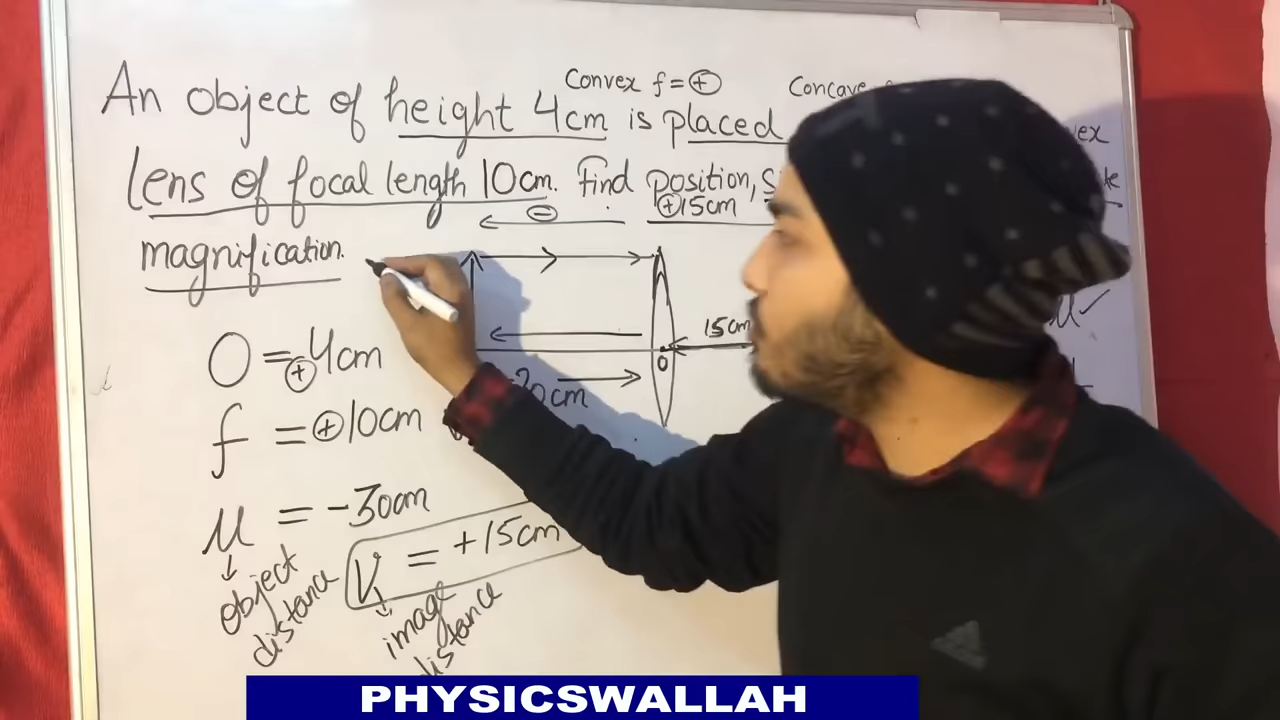 Convex f = ⊕ Concave
An object of height 4cm is placed
lens of focal length 10cm. Find position,
magnification.
⊖
⊕15cm
15cm
O
O = ⊕4cm
f = ⊕10cm
30cm
u = -30cm
V = +15cm
object
distance
image
distance
PHYSICSWALLAH